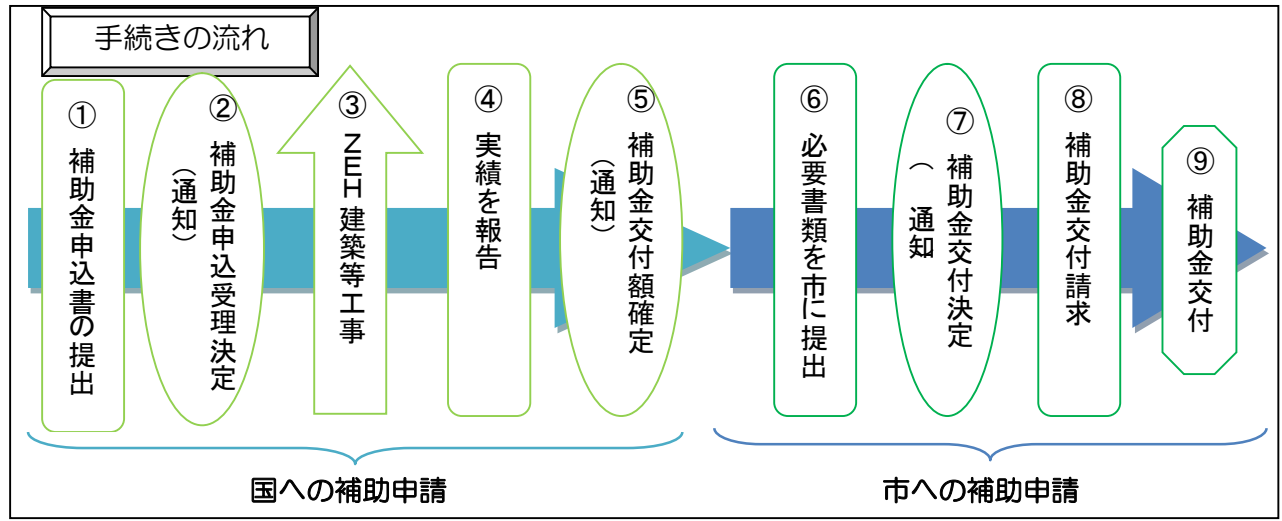 手続きの流れ
① 補助金申込書の提出
② 補助金申込受理決定
（通知）
③ ZEH建築等工事
④ 実績を報告
⑤ 補助金交付額確定
（通知）
⑥ 必要書類を市に提出
⑦ 補助金交付決定
（ 通知
⑧ 補助金交付請求
⑨ 補助金交付
国への補助申請
市への補助申請